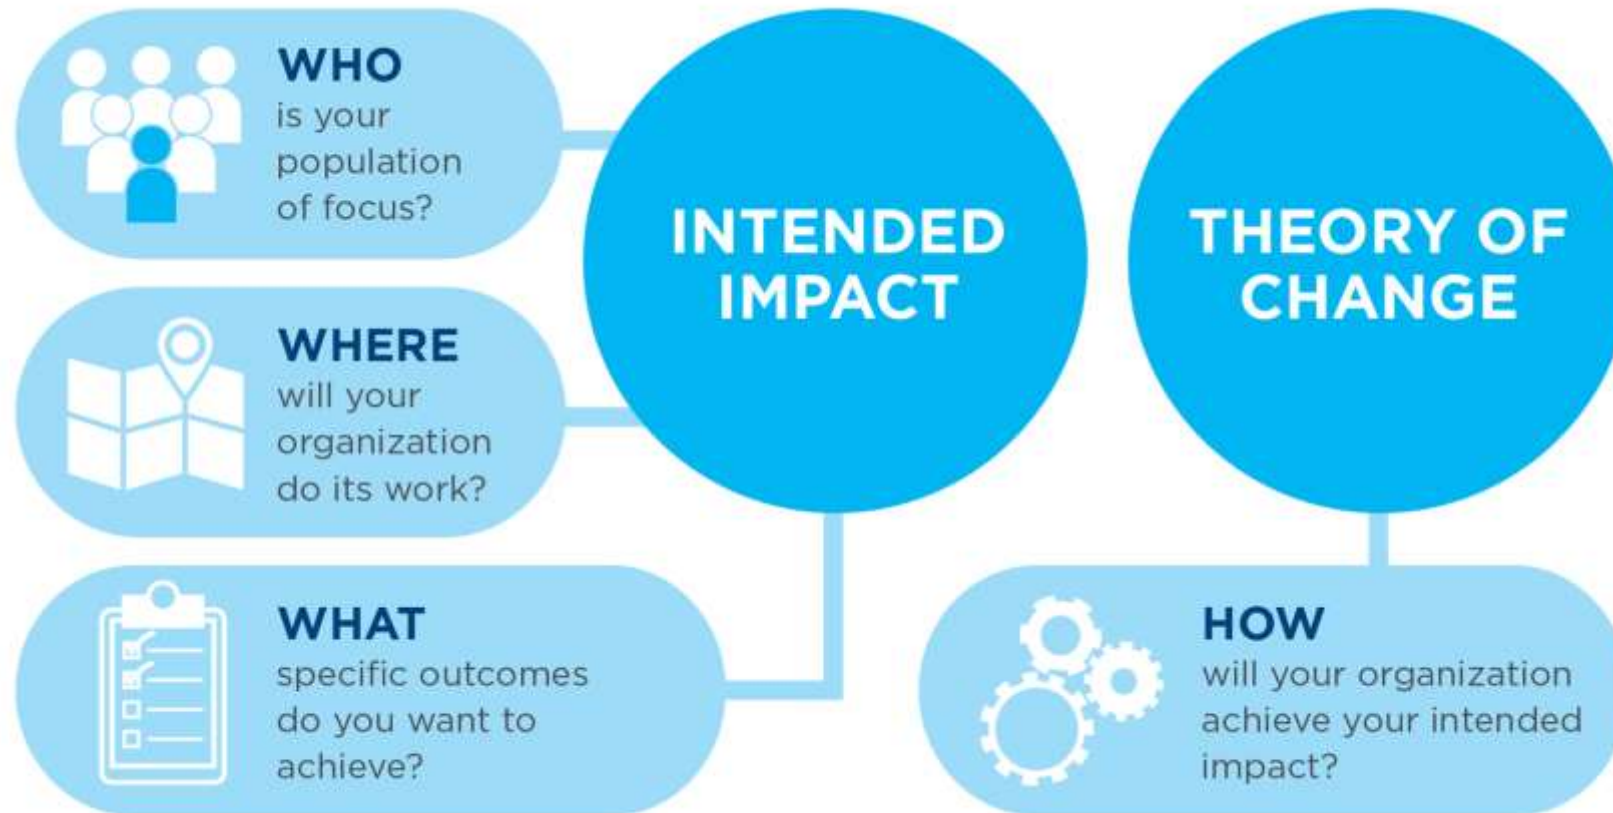 WHO
is your
population
of focus?
WHERE
will your
organization
do its work?
WHAT
specific outcomes
do you want to
achieve?
INTENDED
IMPACT
THEORY OF
CHANGE
HOW
will your organization
achieve your intended
impact?